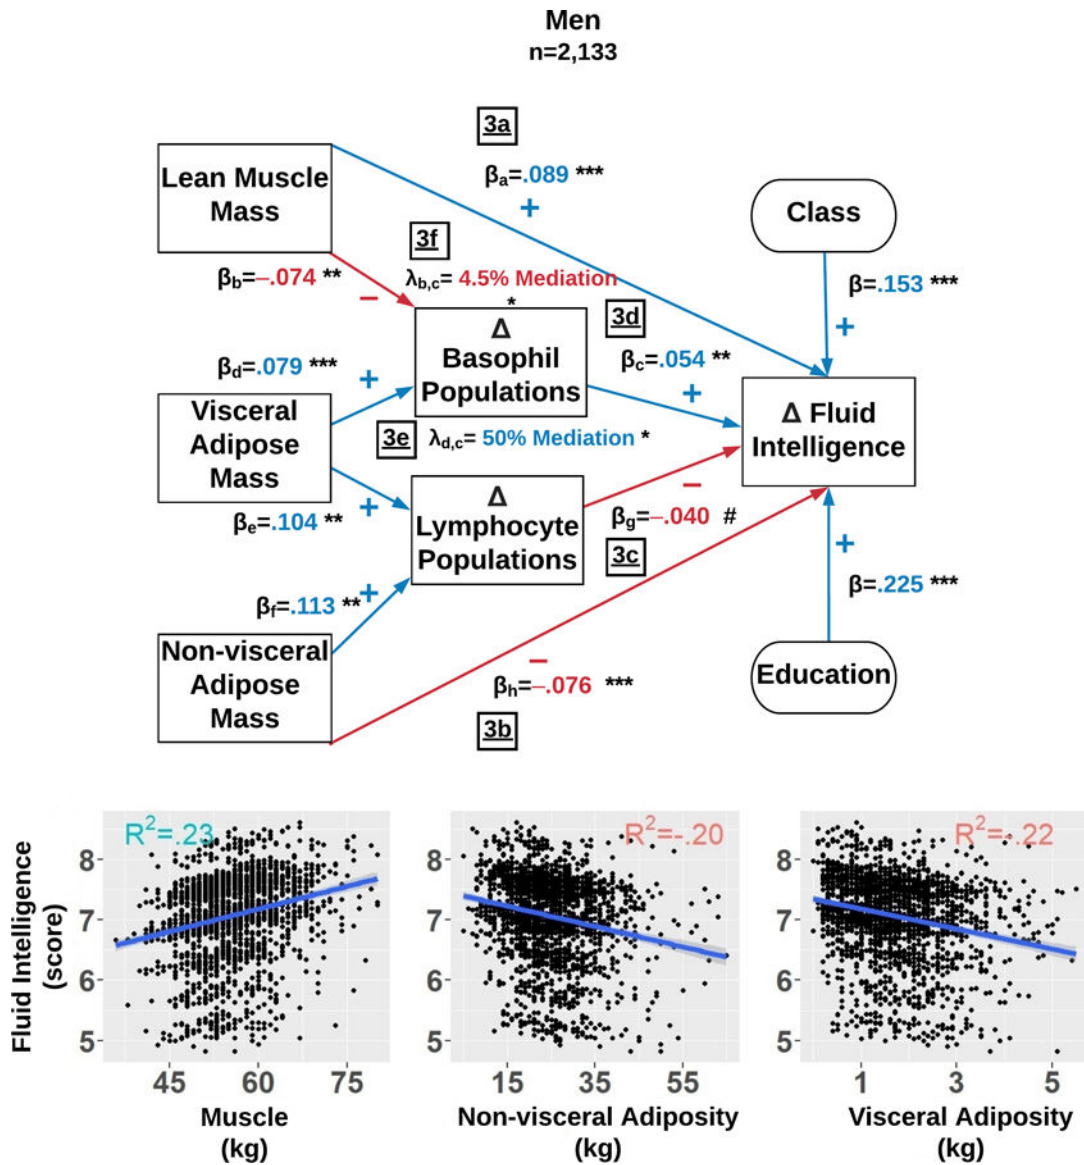 Men
n=2,133
3a
Lean Muscle
Mass
βa=.089 ***
+
Class
3f
βb=–.074 **
–
λb,c= 4.5% Mediation
*
β=.153 ***
+
Δ
Basophil
Populations
3d
βc=.054 **
+
βd=.079 ***
+
Visceral
Adipose
Mass
3e
λd,c= 50% Mediation *
Δ Fluid
Intelligence
βe=.104 **
+
Δ
Lymphocyte
Populations
–
βg=–.040 #
3c
βf=.113 **
+
+
β=.225 ***
Non-visceral
Adipose
Mass
–
βh=–.076 ***
3b
Education
Fluid Intelligence
(score)
8
7
6
5
R²=.23
45 60 75
Muscle
(kg)
8
7
6
5
R²=-.20
15 35 55
Non-visceral Adiposity
(kg)
8
7
6
5
R²=-.22
1 3 5
Visceral Adiposity
(kg)